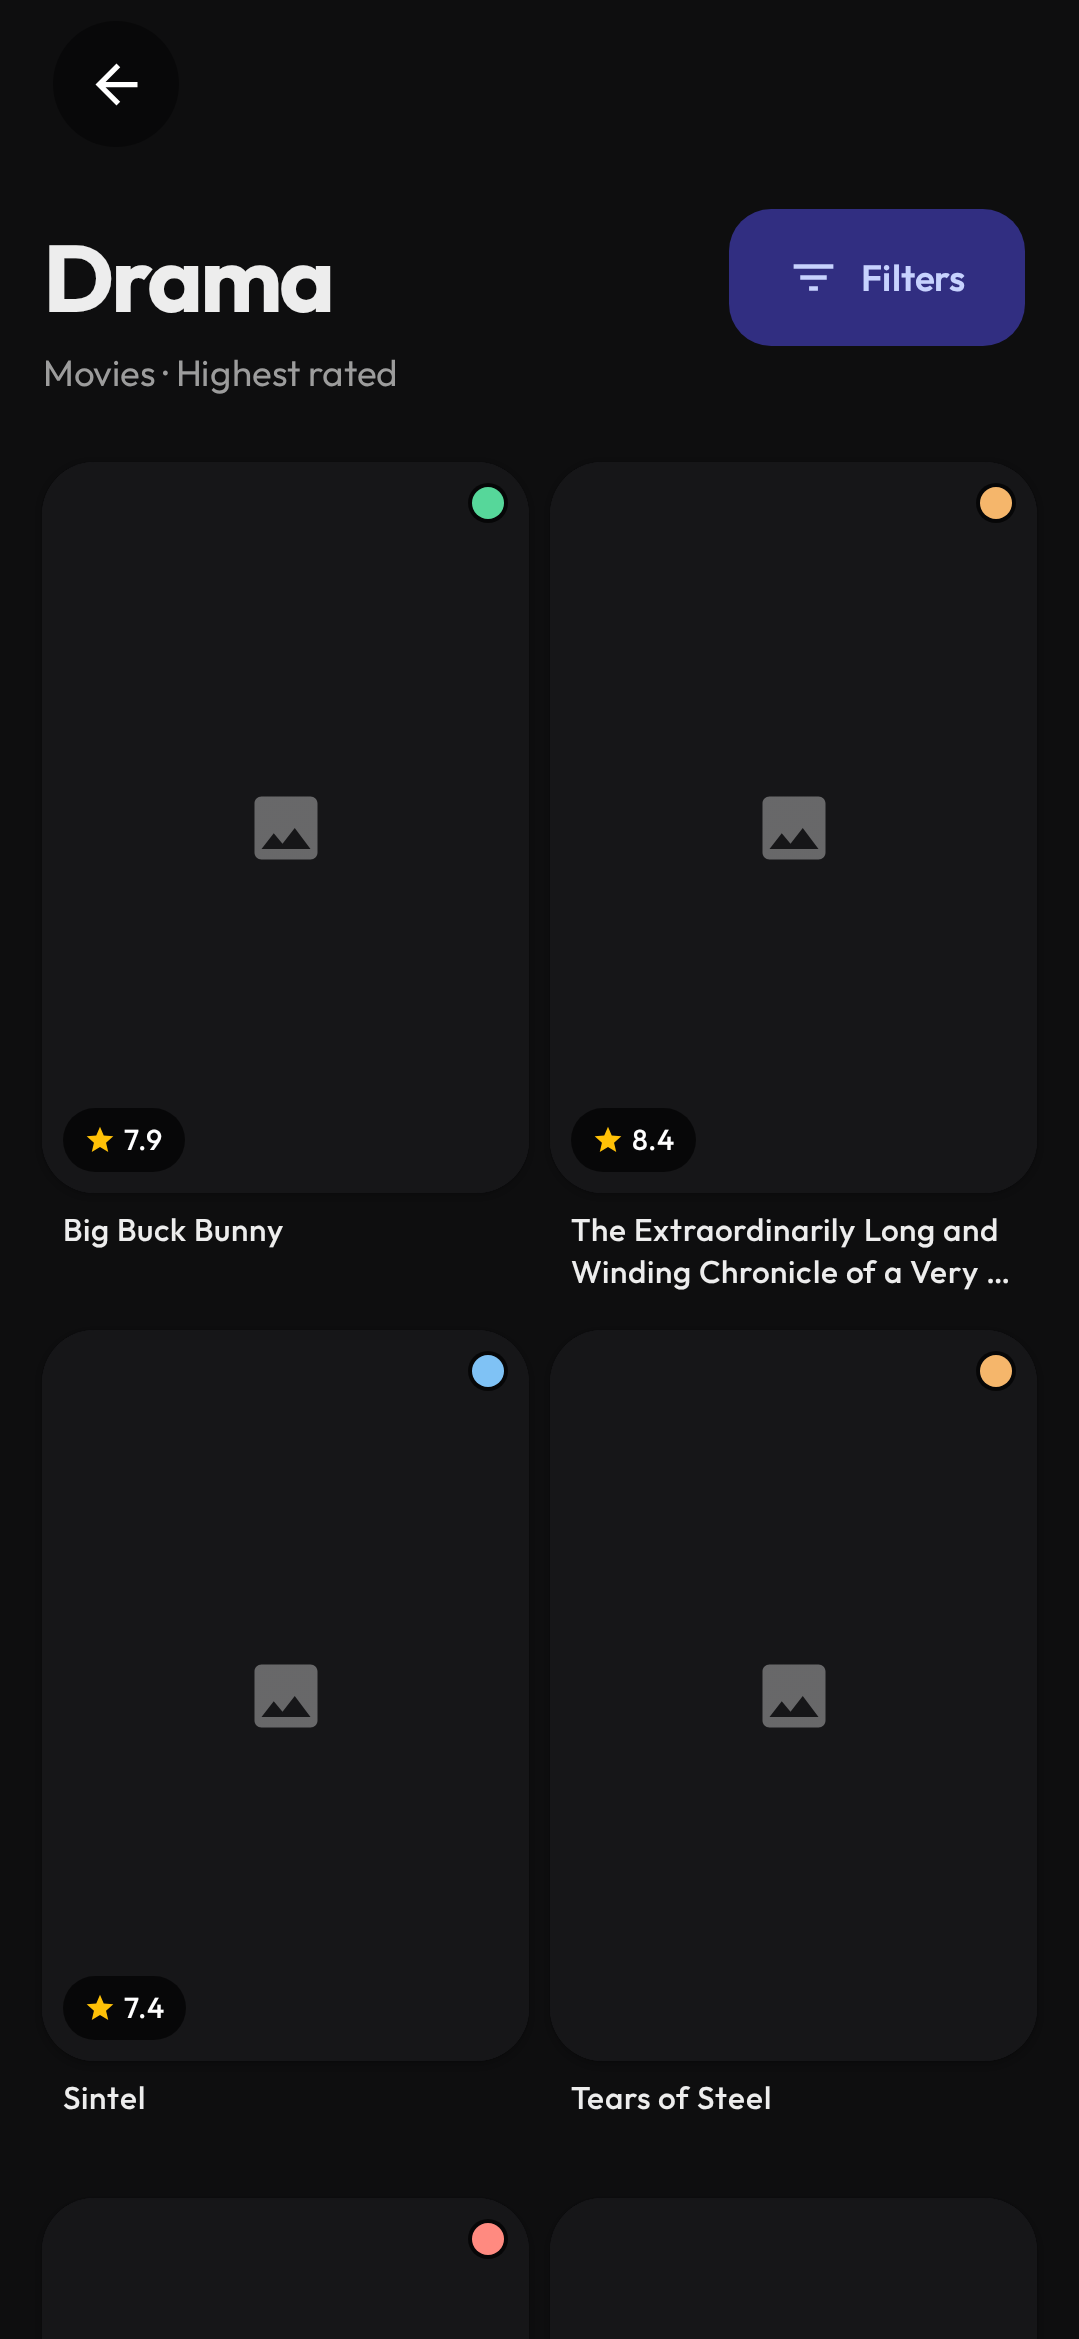 Drama
Filters
Movies · Highest rated
7.9
8.4
Big Buck Bunny
The Extraordinarily Long and
Winding Chronicle of a Very ...
7.4
Sintel
Tears of Steel